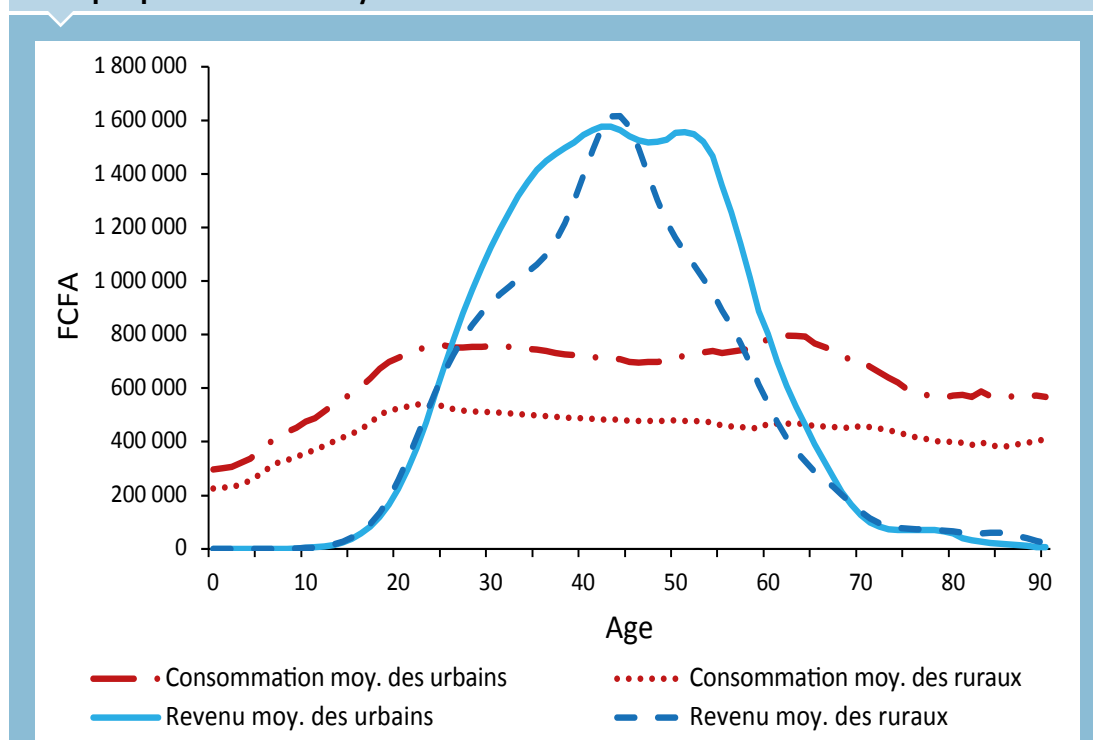 1 800 000
1 600 000
1 400 000
1 200 000
1 000 000
800 000
600 000
400 000
200 000
0
FCFA
0 10 20 30 40 50 60 70 80 90
Age
Consommation moy. des urbains
Consommation moy. des ruraux
Revenu moy. des urbains
Revenu moy. des ruraux